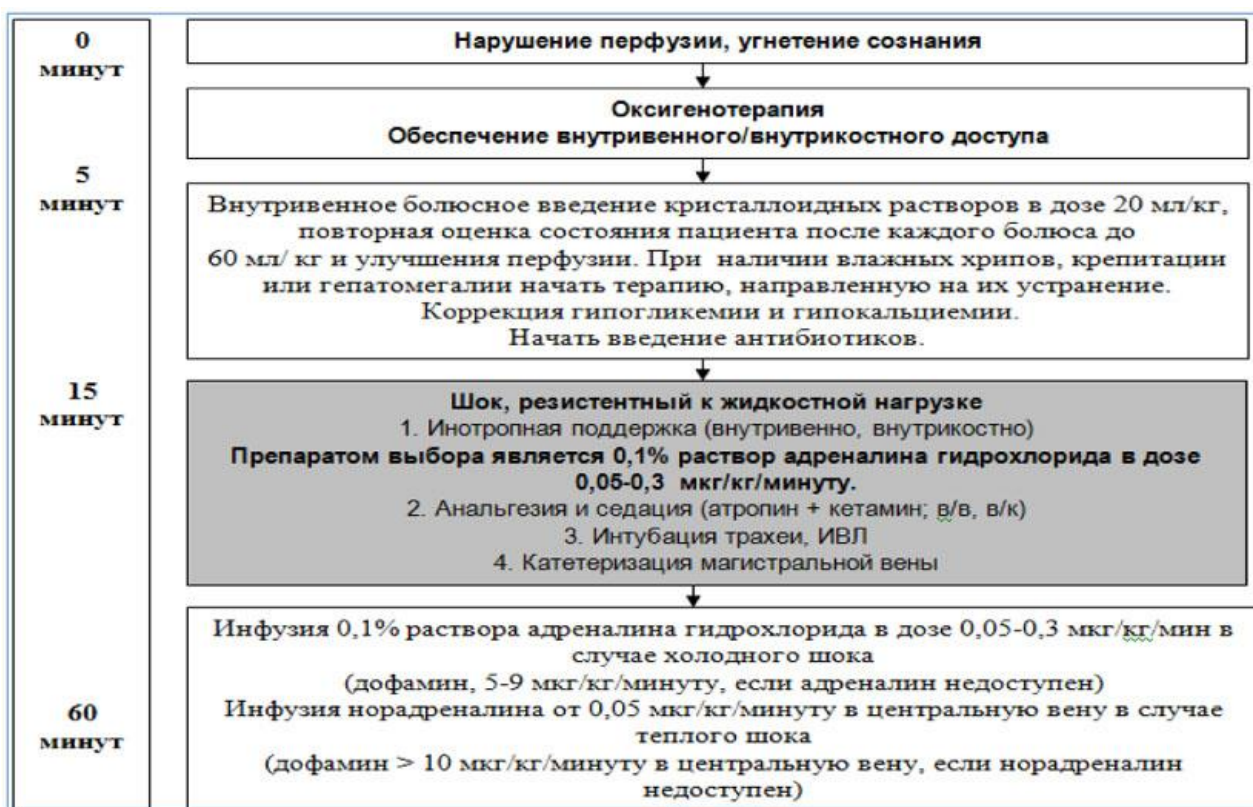 0
минут
Нарушение перфузии, угнетение сознания
Оксигенотерапия
Обеспечение внутривенного/внутрикостного доступа
5
минут
Внутривенное болюсное введение кристаллоидных растворов в дозе 20 мл/кг,
повторная оценка состояния пациента после каждого болюса до
60 мл/ кг и улучшения перфузии. При наличии влажных хрипов, крепитации
или гепатомегалии начать терапию, направленную на их устранение.
Коррекция гипогликемии и гипокальциемии.
Начать введение антибиотиков.
15
минут
Шок, резистентный к жидкостной нагрузке
1. Инотропная поддержка (внутривенно, внутрикостно)
Препаратом выбора является 0,1% раствор адреналина гидрохлорида в дозе
0,05-0,3 мкг/кг/минуту.
2. Анальгезия и седация (атропин + кетамин; в/в, в/к)
3. Интубация трахеи, ИВЛ
4. Катетеризация магистральной вены
60
минут
Инфузия 0,1% раствора адреналина гидрохлорида в дозе 0,05-0,3 мкг/кг/мин в
случае холодного шока
(дофамин, 5-9 мкг/кг/минуту, если адреналин недоступен)
Инфузия норадреналина от 0,05 мкг/кг/минуту в центральную вену в случае
теплого шока
(дофамин > 10 мкг/кг/минуту в центральную вену, если норадреналин
недоступен)